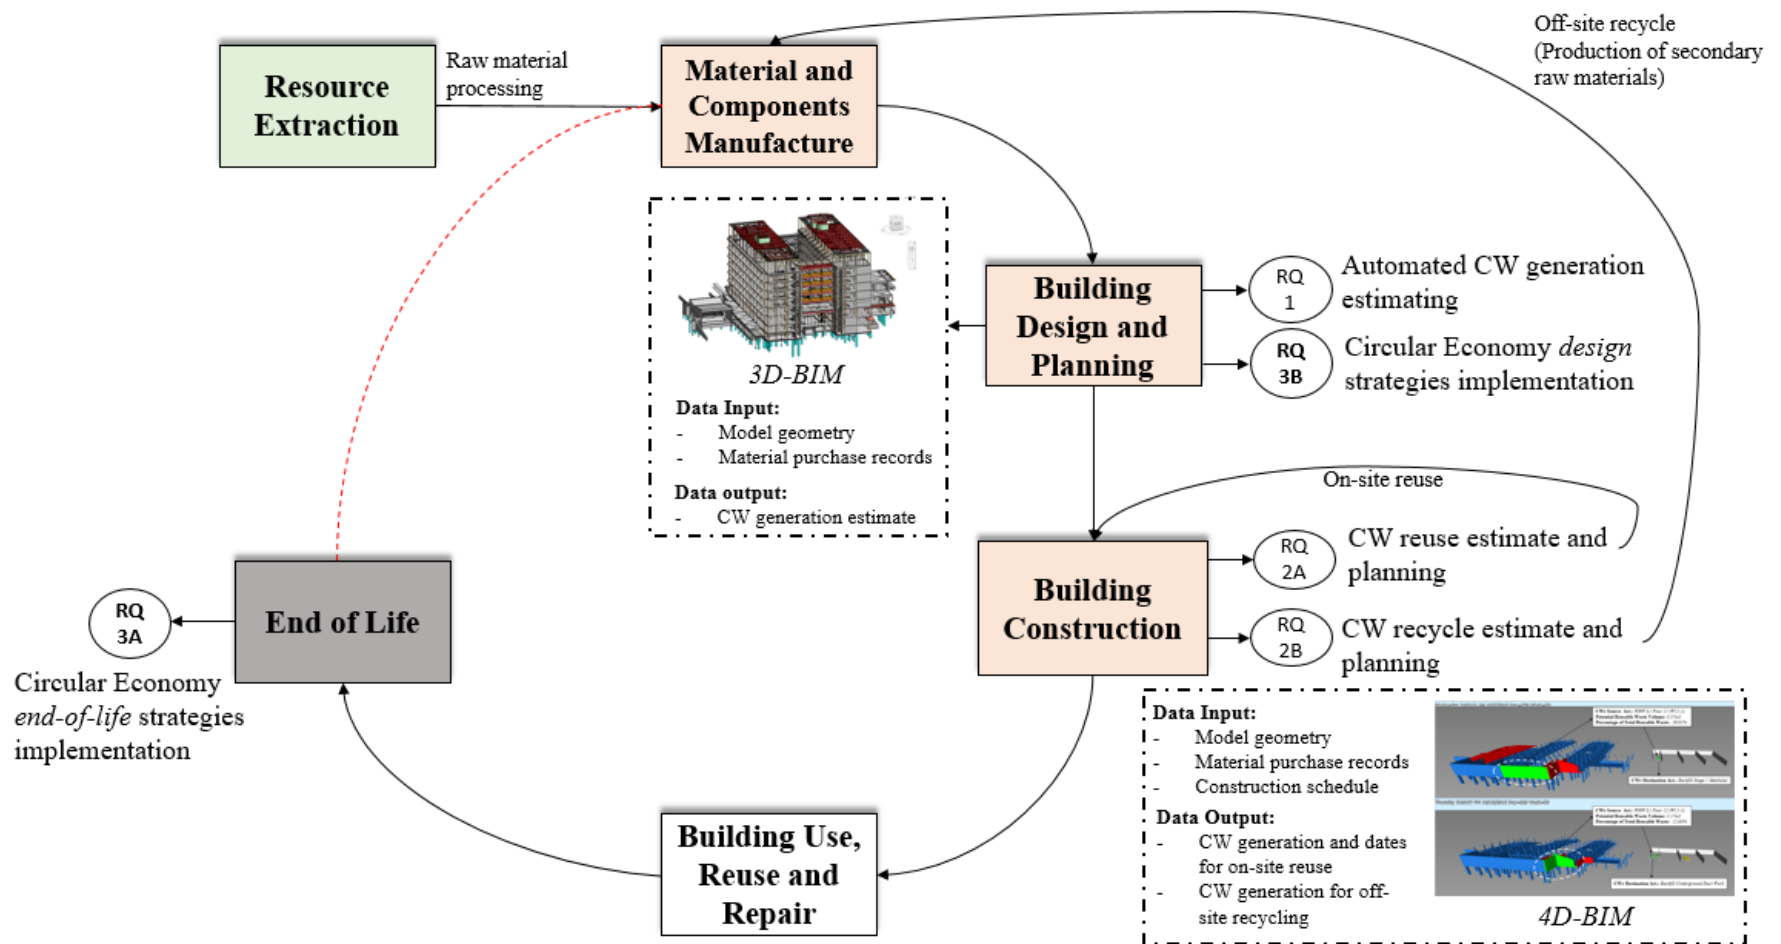 Off-site recycle
(Production of secondary
raw materials)
Resource
Extraction
Raw material
processing
Material and
Components
Manufacture
3D-BIM
Data Input:
- Model geometry
- Material purchase records
Data output:
- CW generation estimate
Building
Design and
Planning
RQ
1
Automated CW generation
estimating
RQ
3B
Circular Economy design
strategies implementation
On-site reuse
Building
Construction
RQ
2A
CW reuse estimate and
planning
RQ
2B
CW recycle estimate and
planning
End of Life
RQ
3A
Circular Economy
end-of-life strategies
implementation
Building Use,
Reuse and
Repair
Data Input:
- Model geometry
- Material purchase records
- Construction schedule
Data Output:
- CW generation and dates
for on-site reuse
- CW generation for off-
site recycling
4D-BIM